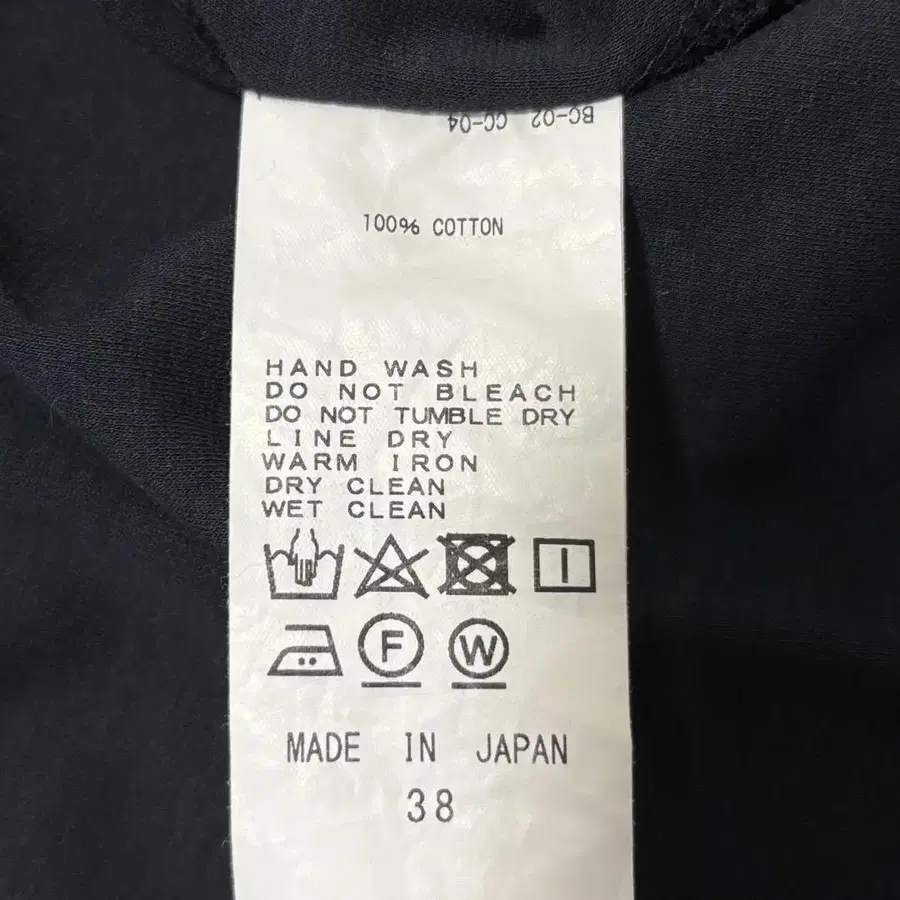 BC-02 CC-04
100% COTTON
HAND WASH
DO NOT BLEACH
DO NOT TUMBLE DRY
LINE DRY
WARM IRON
DRY CLEAN
WET CLEAN
F W
MADE IN JAPAN
38